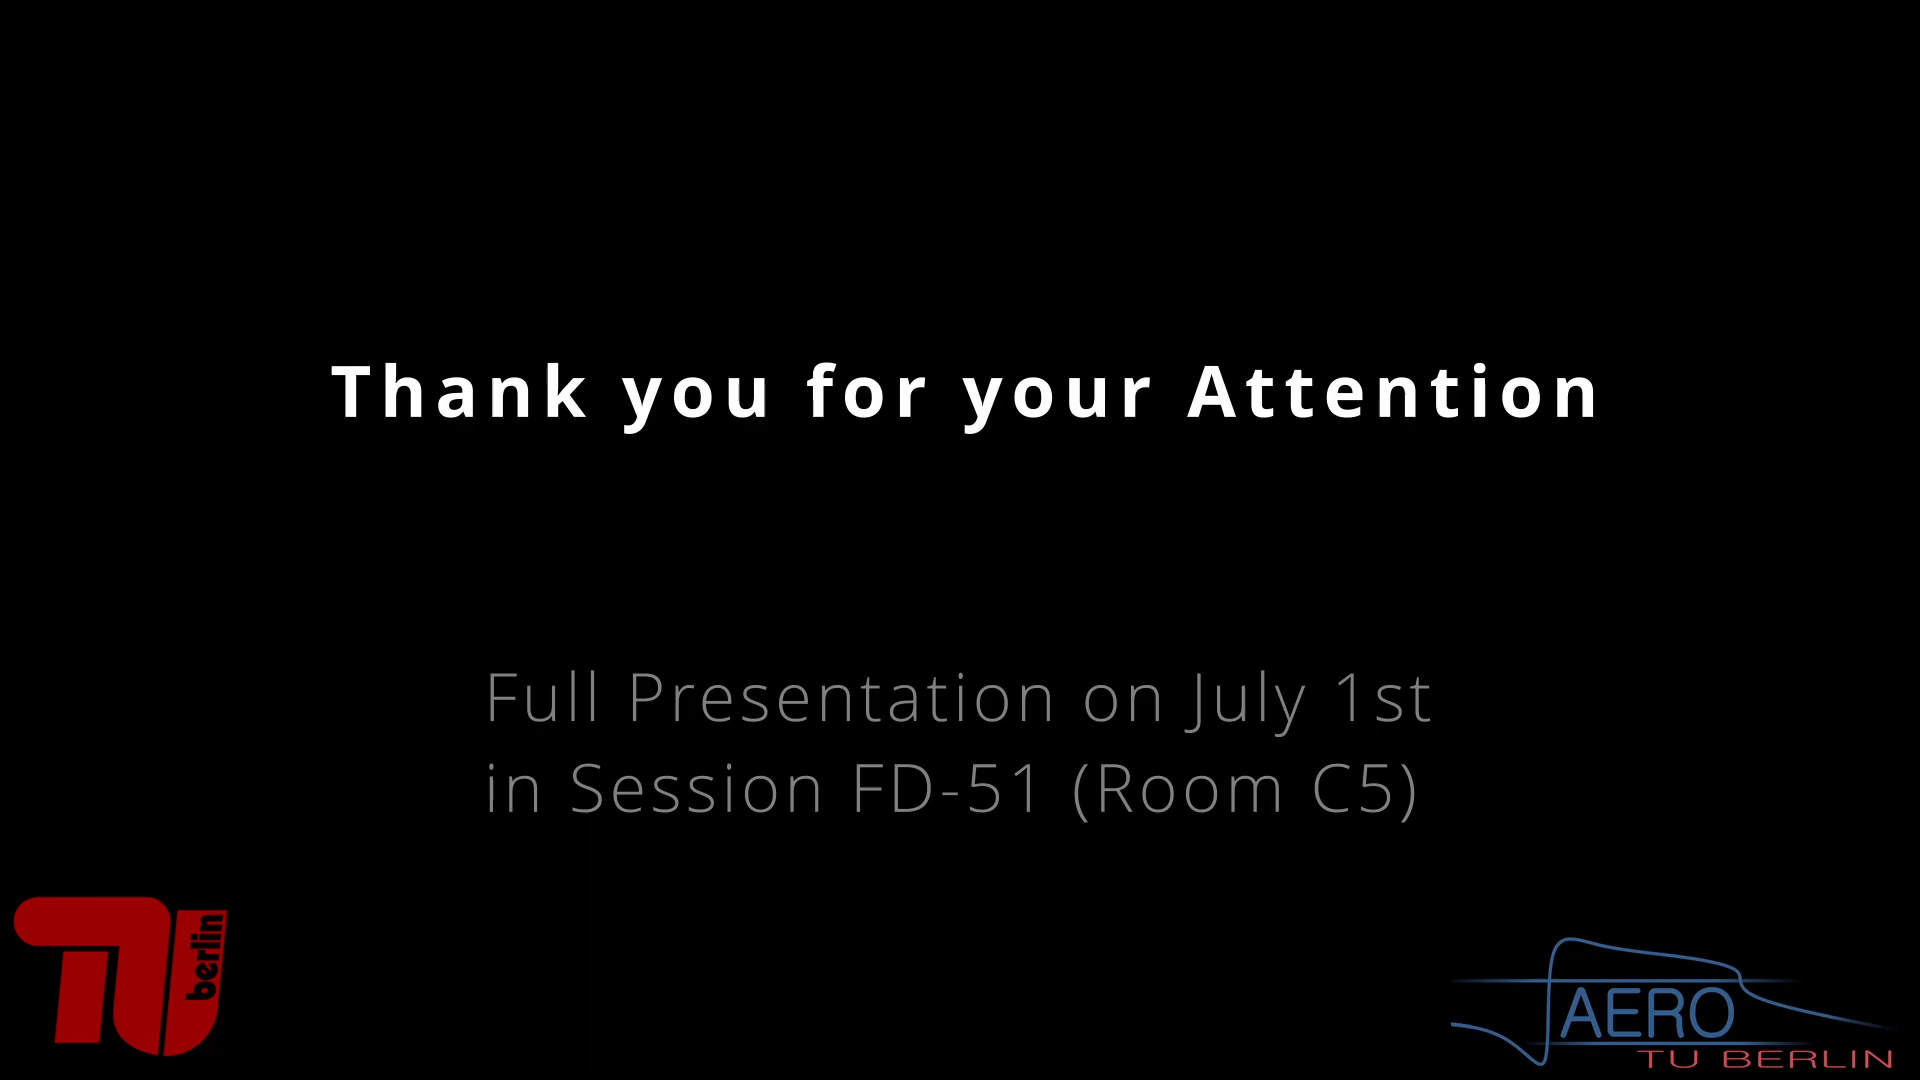 Thank you for your Attention
Full Presentation on July 1st
in Session FD-51 (Room C5)
TU berlin
AERO
TU BERLIN